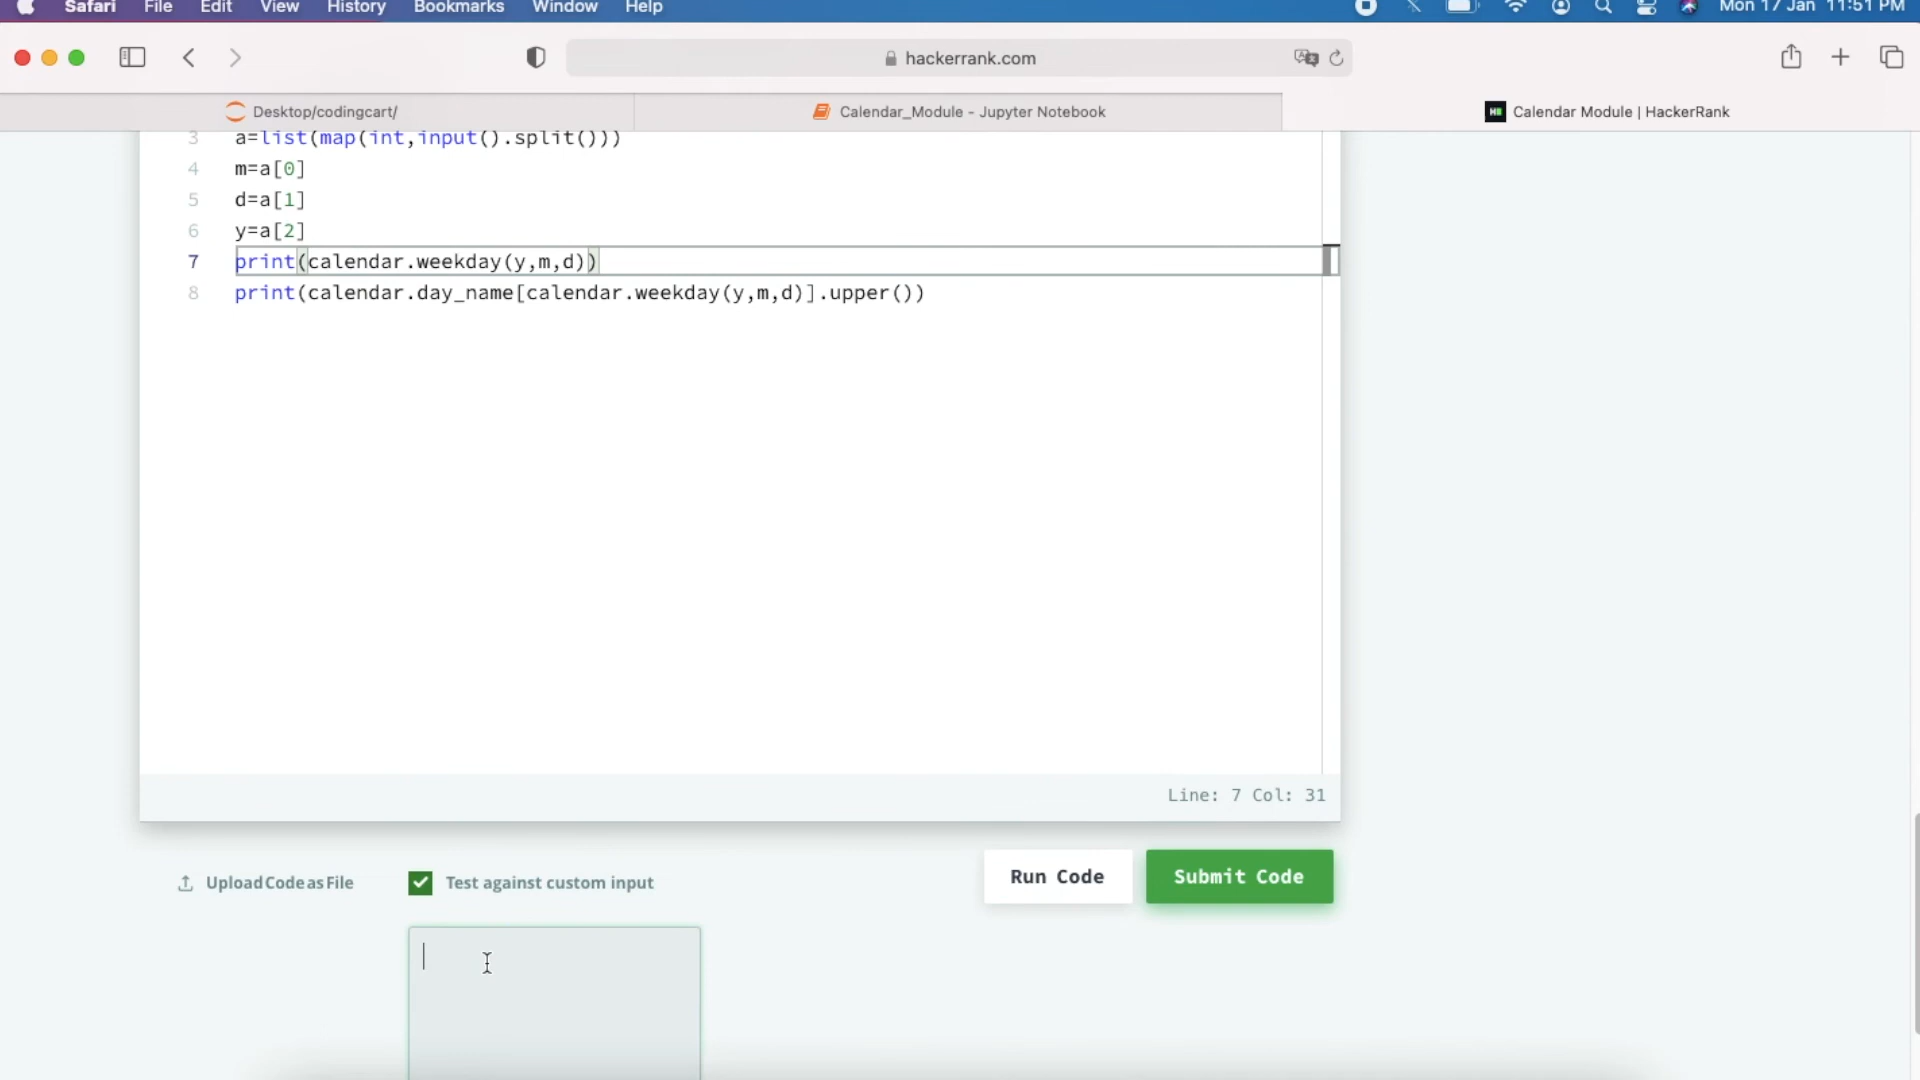 Safari File Edit View History Bookmarks Window Help Mon 17 Jan 11:51 PM
hackerrank.com
Desktop/codingcart/ Calendar_Module - Jupyter Notebook Calendar Module | HackerRank
3 a=list(map(int,input().split()))
4 m=a[0]
5 d=a[1]
6 y=a[2]
7 print(calendar.weekday(y,m,d))
8 print(calendar.day_name[calendar.weekday(y,m,d)].upper())
Line: 7 Col: 31
Upload Code as File Test against custom input Run Code Submit Code